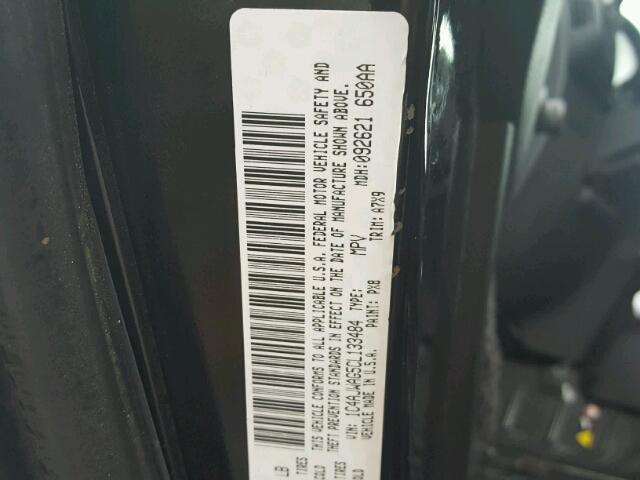 LB
TIRES
COLD
TIRES
COLD
THIS VEHICLE CONFORMS TO ALL APPLICABLE U.S.A. FEDERAL MOTOR VEHICLE SAFETY AND
THEFT PREVENTION STANDARDS IN EFFECT ON THE DATE OF MANUFACTURE SHOWN ABOVE.
VIN: 1C4AJWAG5CL133484 TYPE: MPV MDH:092621 650AA
VEHICLE MADE IN U.S.A. PAINT: PX8 TRIM: A7X9